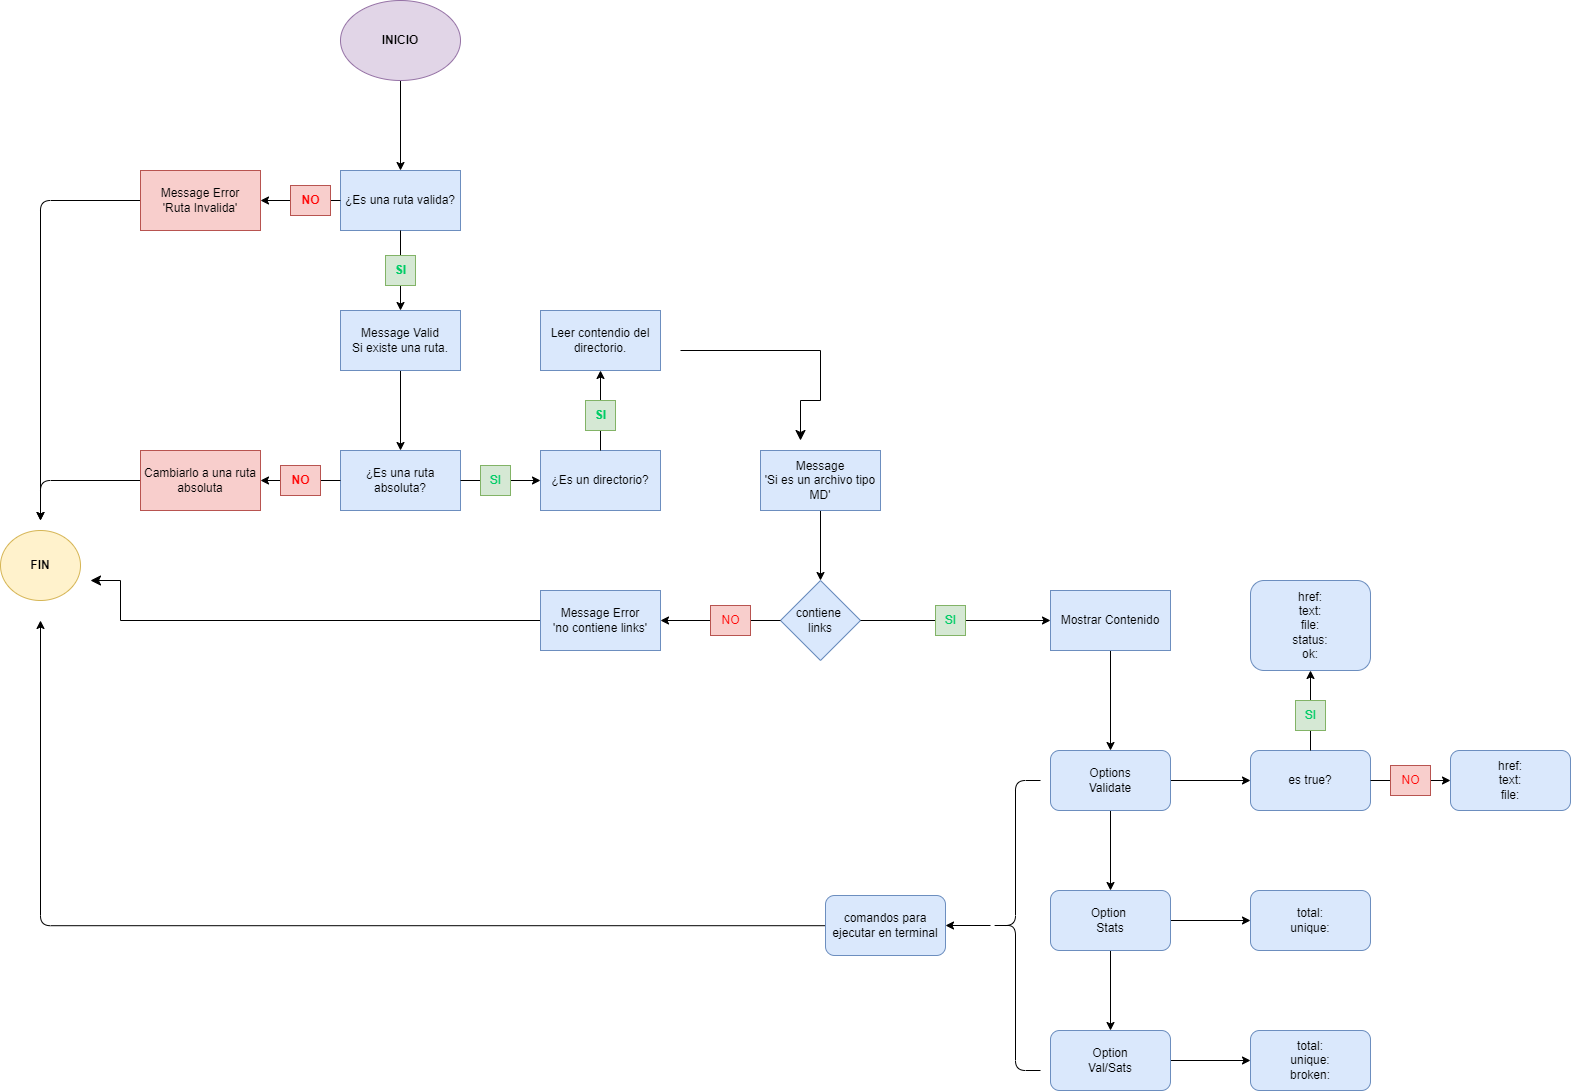 INICIO
Message Error
'Ruta Invalida'
NO
¿Es una ruta valida?
SI
Message Valid
Si existe una ruta.
Leer contendio del
directorio.
SI
Cambiarlo a una ruta
absoluta
NO
¿Es una ruta
absoluta?
SI
¿Es un directorio?
Message
'Si es un archivo tipo
MD'
FIN
Message Error
'no contiene links'
NO
contiene
links
SI
Mostrar Contenido
href:
text:
file:
status:
ok:
SI
Options
Validate
es true?
NO
href:
text:
file:
comandos para
ejecutar en terminal
Option
Stats
total:
unique:
Option
Val/Sats
total:
unique:
broken: